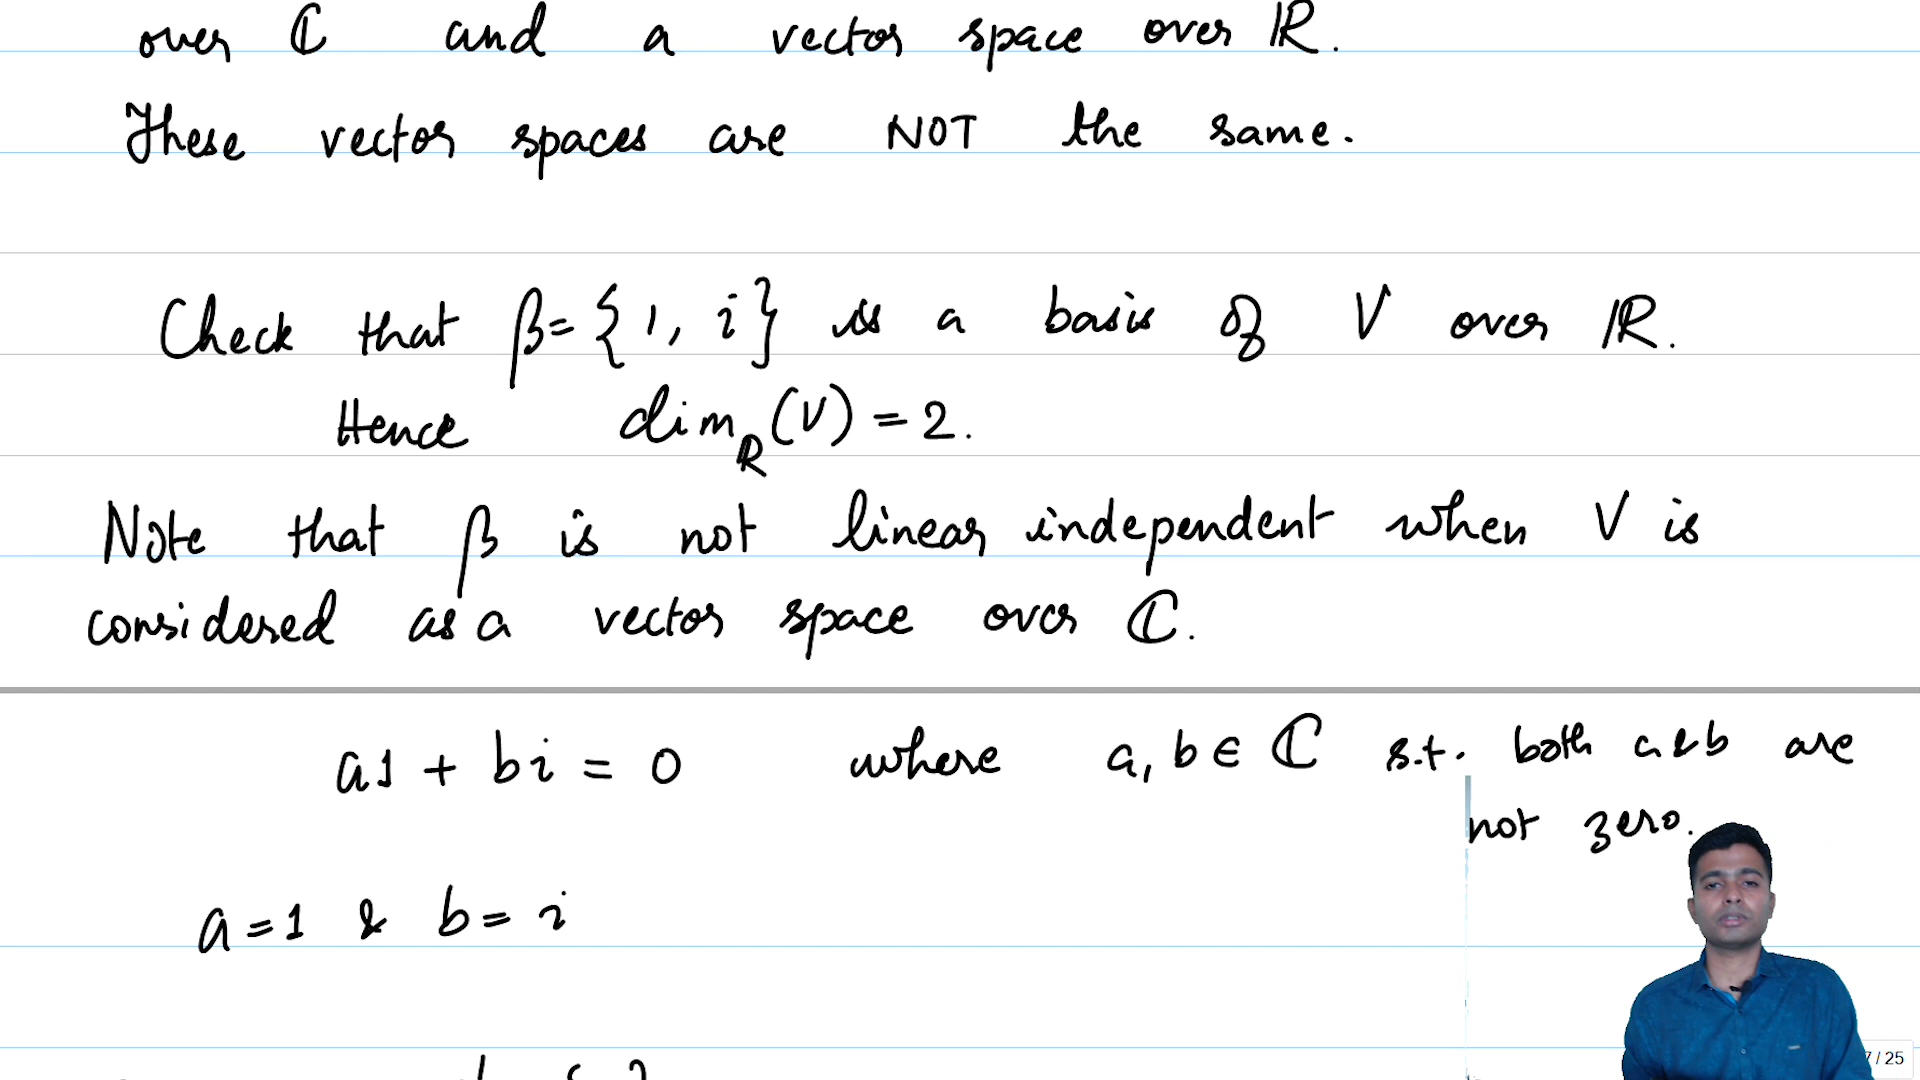 over ℂ and a vector space over ℝ.
These vector spaces are NOT the same.
Check that β = {1, i} is a basis of V over ℝ.
Hence dim_ℝ(V) = 2.
Note that β is not linear independent when V is
considered as a vector space over ℂ.
a1 + bi = 0 where a, b ∈ ℂ s.t. both a & b are
not zero.
a = 1 & b = i
7 / 25